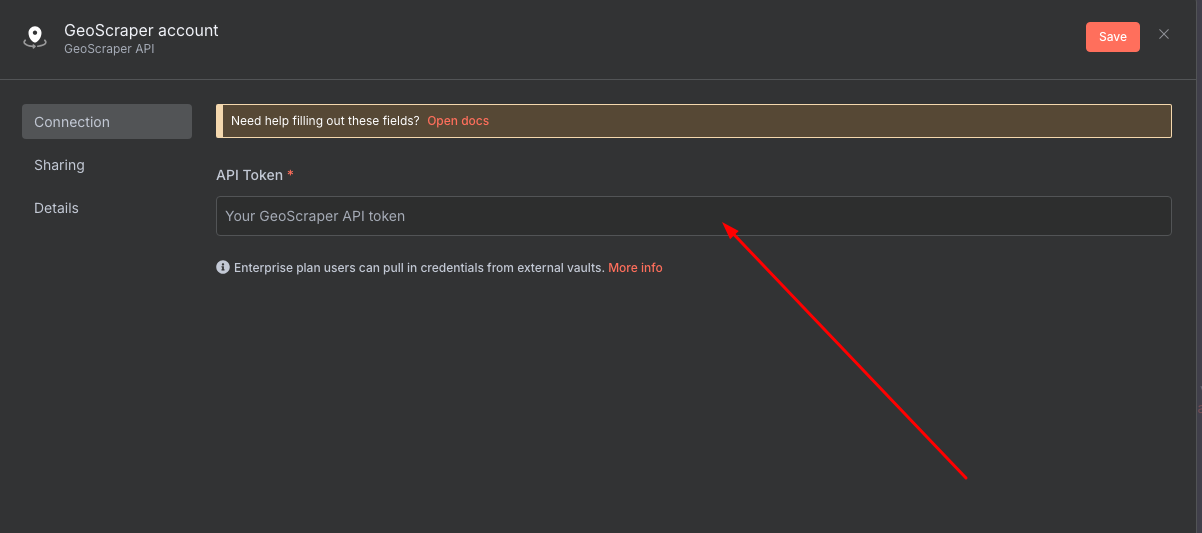 GeoScraper account
GeoScraper API
Save
Connection
Sharing
Details
Need help filling out these fields? Open docs
API Token *
Your GeoScraper API token
Enterprise plan users can pull in credentials from external vaults. More info